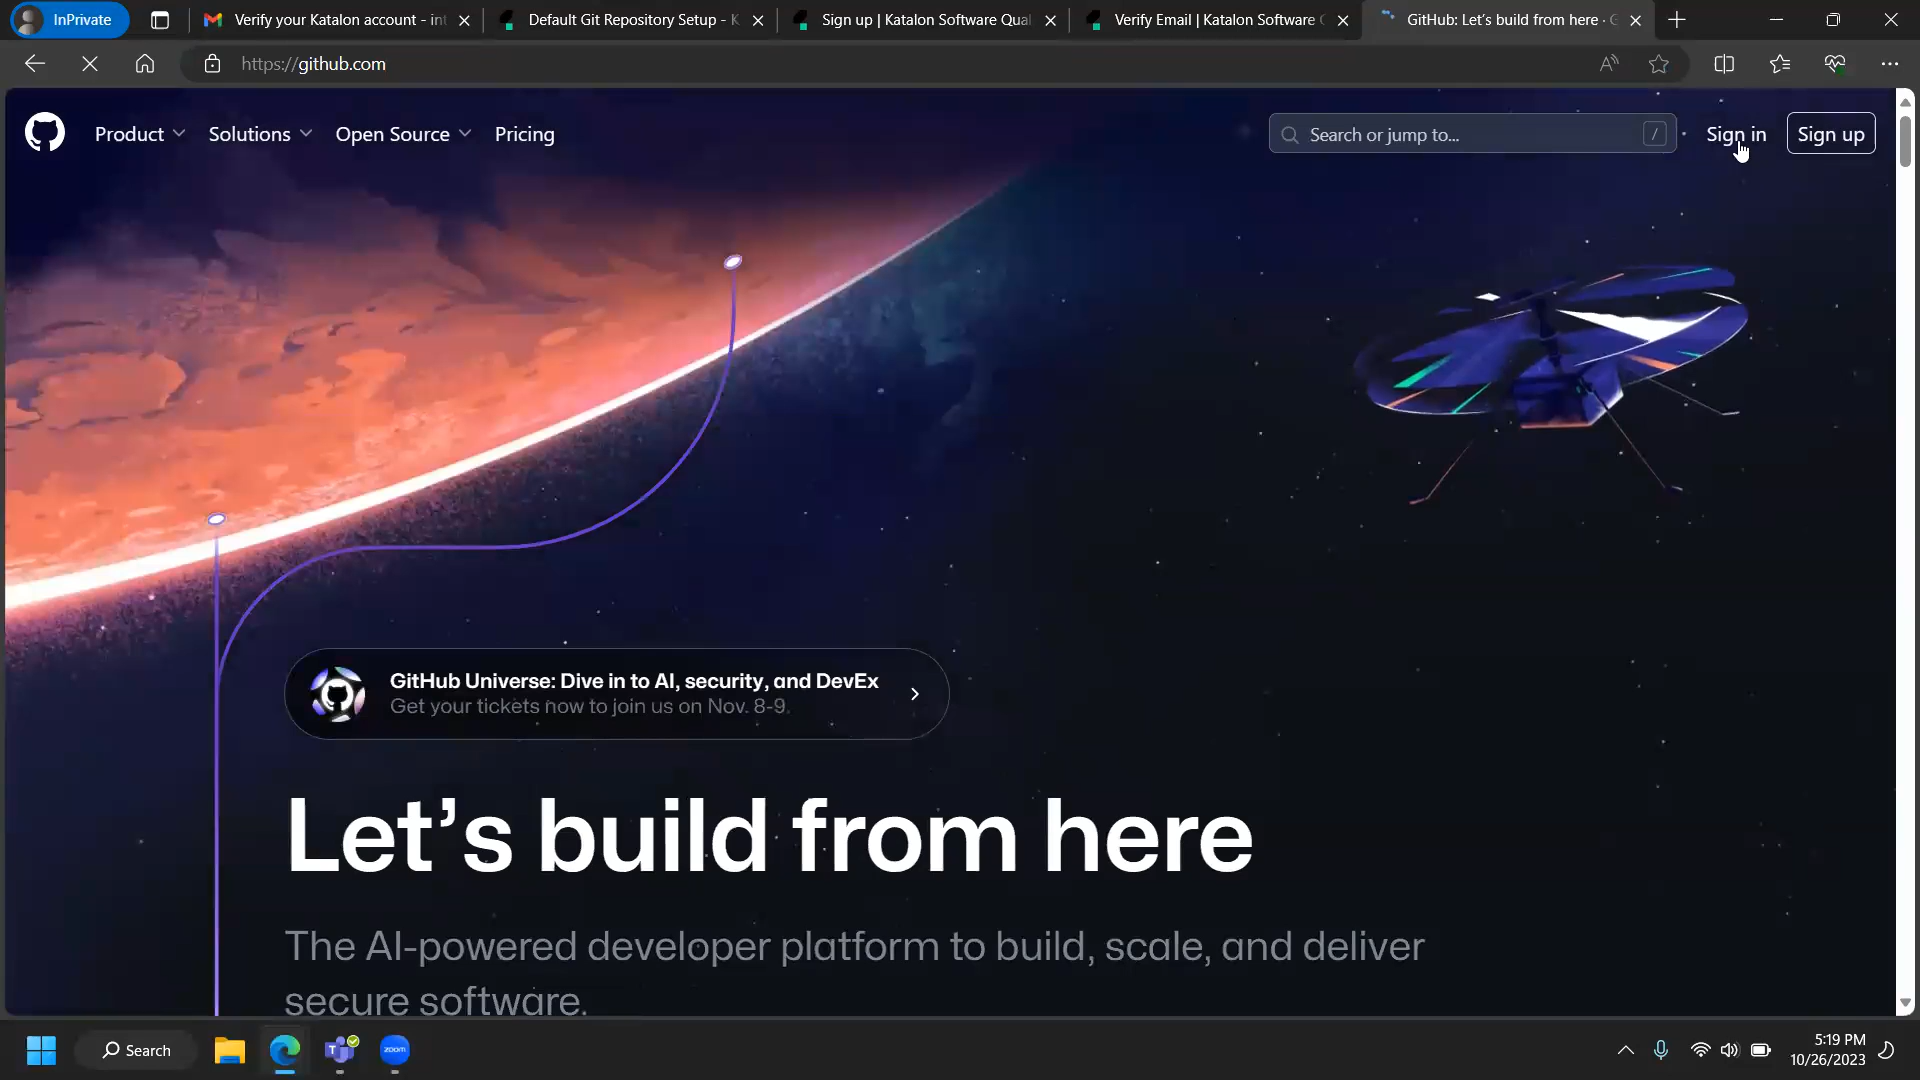 InPrivate
Verify your Katalon account - int
Default Git Repository Setup - K
Sign up | Katalon Software Qual
Verify Email | Katalon Software Q
GitHub: Let's build from here · G
https://github.com
Product
Solutions
Open Source
Pricing
Search or jump to...
/
Sign in
Sign up
GitHub Universe: Dive in to AI, security, and DevEx
Get your tickets now to join us on Nov. 8-9.
Let's build from here
The AI-powered developer platform to build, scale, and deliver
secure software.
Search
zoom
5:19 PM
10/26/2023